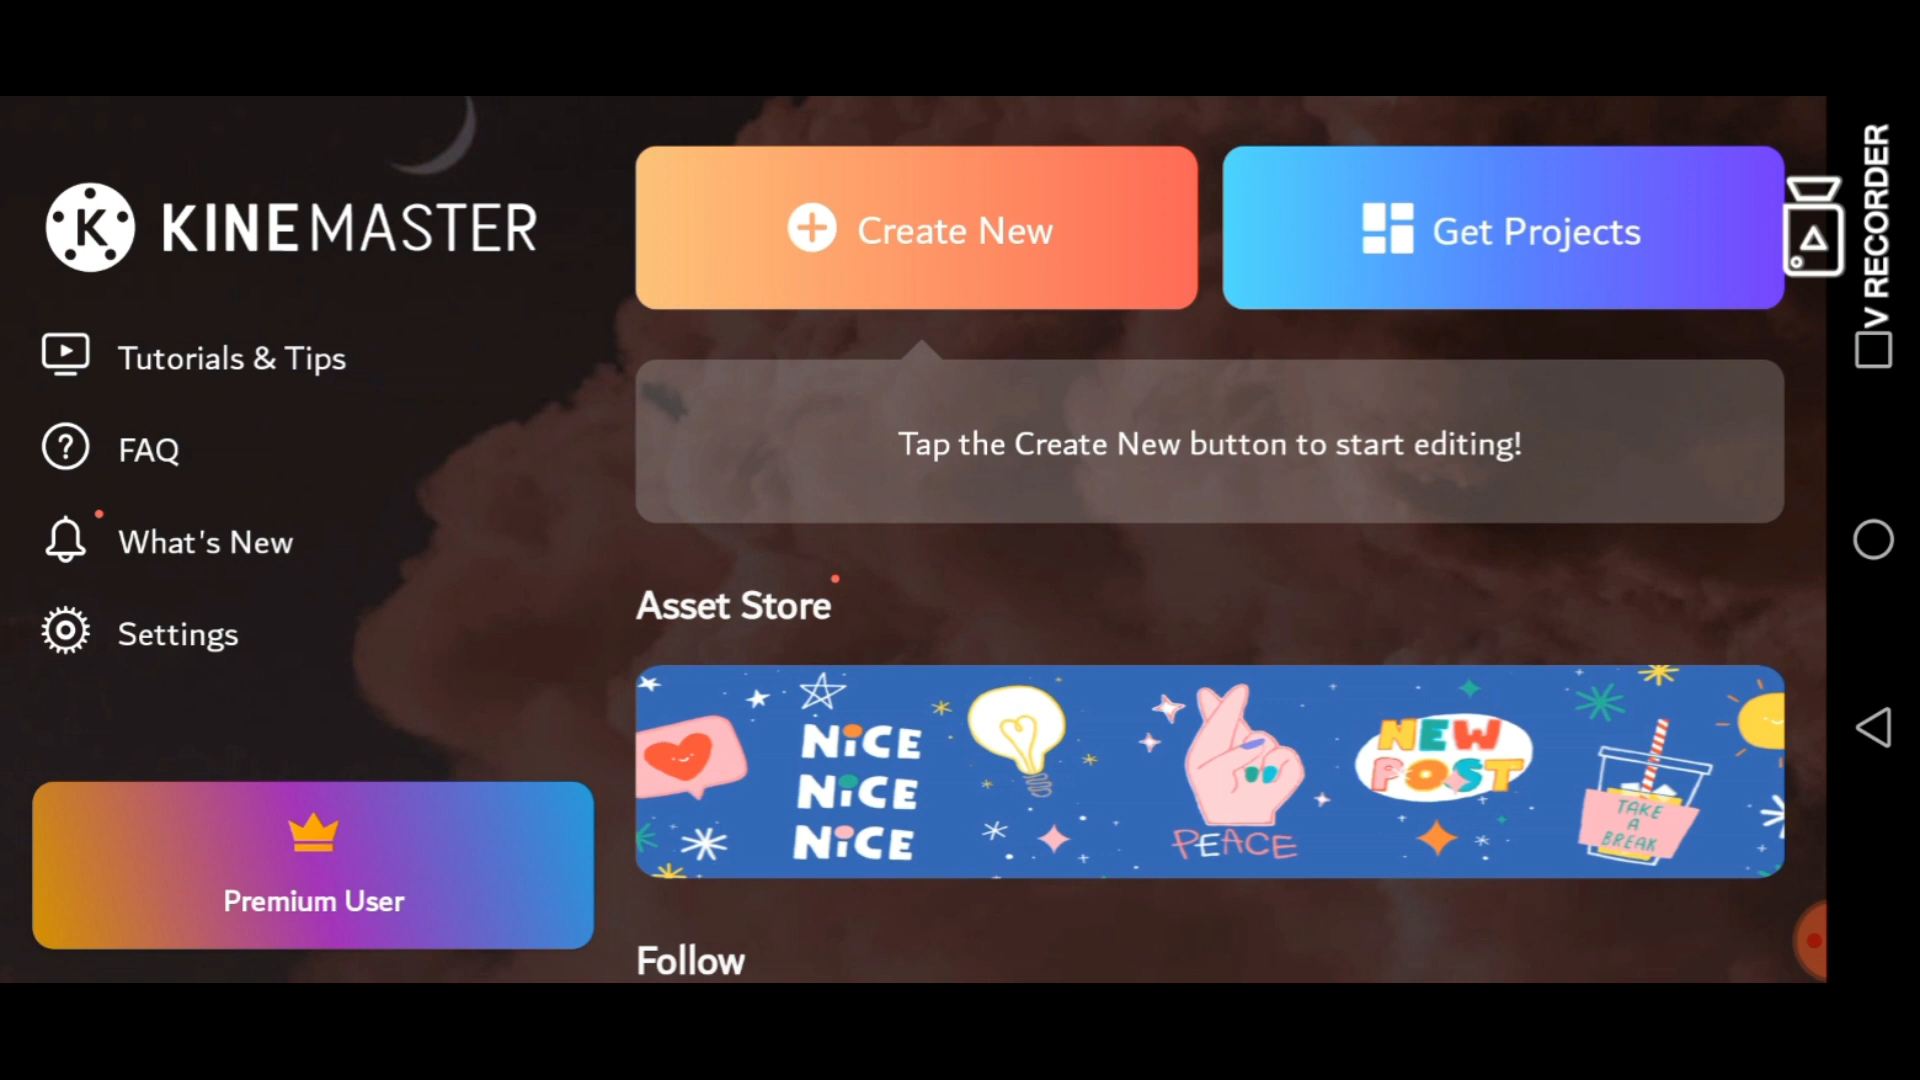 KINEMASTER
K
Tutorials & Tips
FAQ
What's New
Settings
Premium User
Create New
Get Projects
Tap the Create New button to start editing!
Asset Store
NiCE
NiCE
NiCE
PEACE
NEW
POST
TAKE
A
BREAK
Follow
V RECORDER